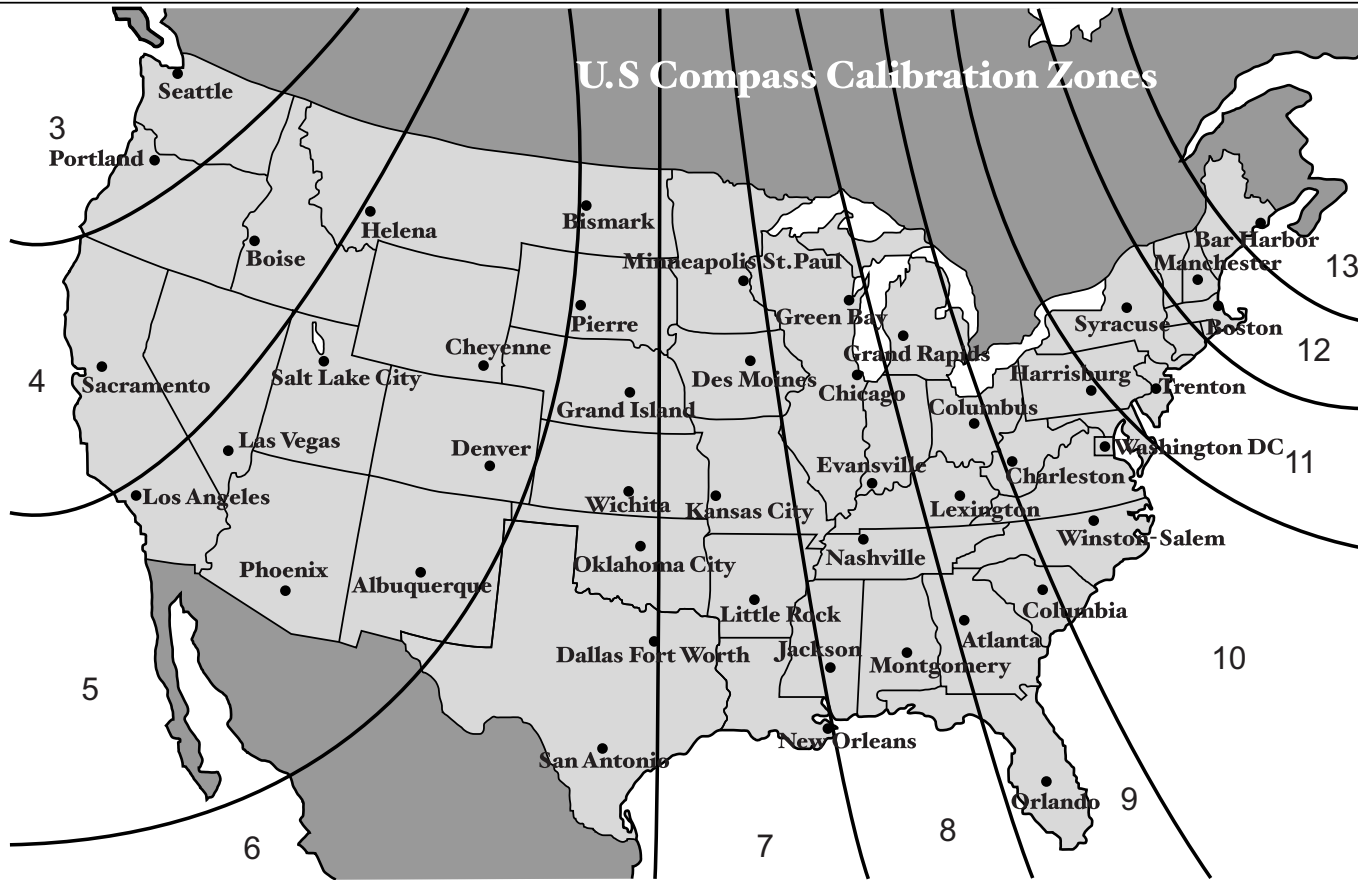 U.S Compass Calibration Zones
Seattle
3
Portland
Helena
Bismark
Boise
Bar Harbor
Minneapolis St.Paul
Manchester
13
Pierre
Green Bay
Syracuse
Boston
Cheyenne
Grand Rapids
12
4
Sacramento
Salt Lake City
Des Moines
Chicago
Harrisburg
Trenton
Grand Island
Columbus
Las Vegas
Denver
Washington DC
11
Evansville
Charleston
Los Angeles
Wichita
Kansas City
Lexington
Winston-Salem
Nashville
Oklahoma City
Phoenix
Albuquerque
Little Rock
Columbia
Atlanta
Dallas Fort Worth
Jackson
Montgomery
10
5
New Orleans
San Antonio
Orlando
9
6
7
8